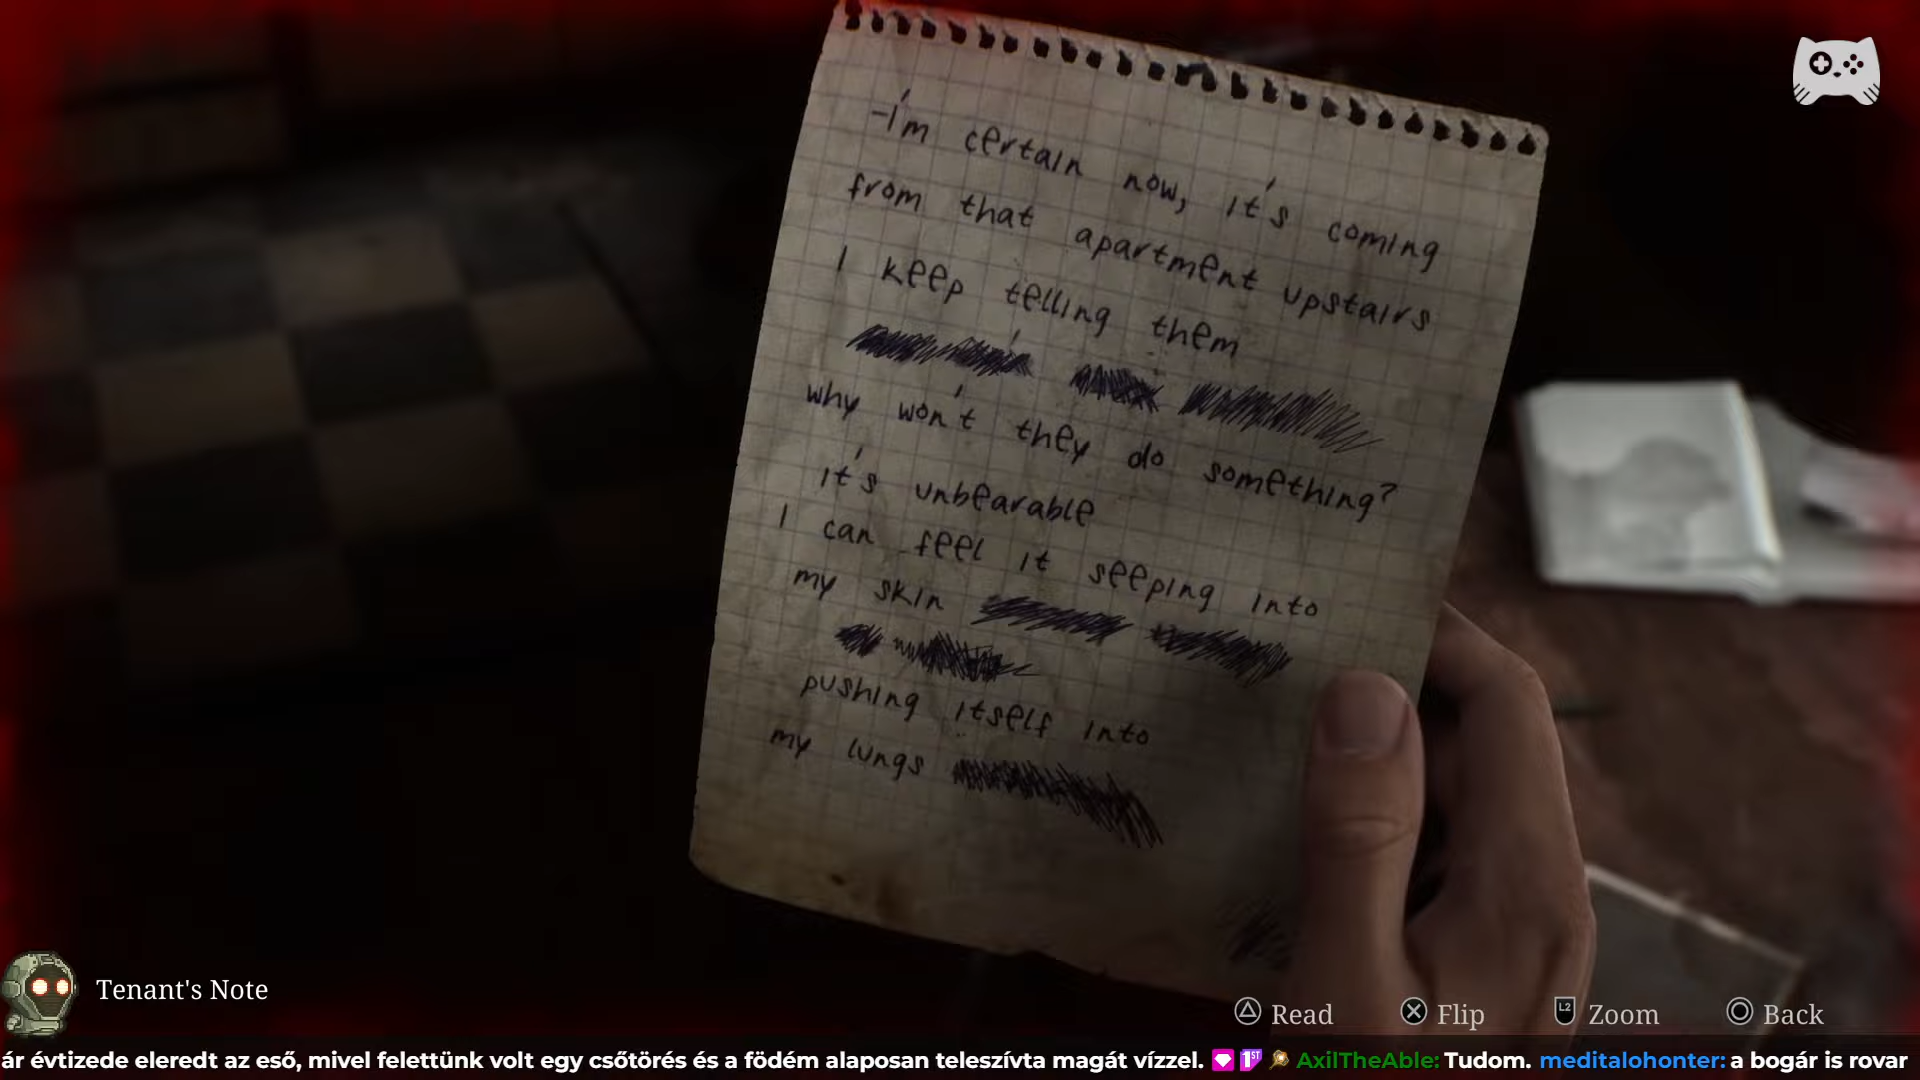 -I'm certain now, it's coming
from that apartment upstairs
I keep telling them
why won't they do something?
it's unbearable
I can feel it seeping into
my skin
pushing itself into
my lungs
Tenant's Note
Read
Flip
L2 Zoom
Back
ár évtizede eleredt az eső, mivel felettünk volt egy csőtörés és a födém alaposan teleszívta magát vízzel. 1ST AxilTheAble: Tudom. meditalohonter: a bogár is rovar